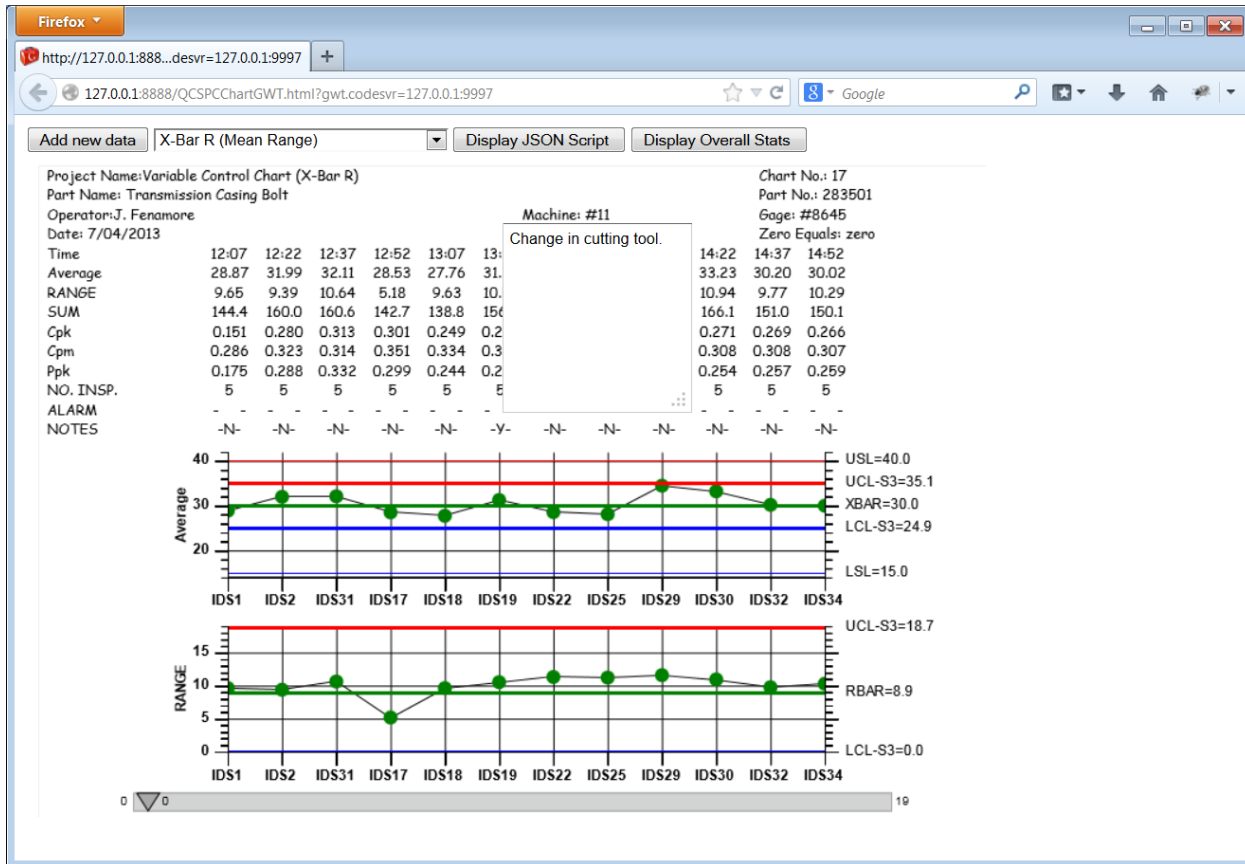 Firefox
http://127.0.0.1:888...desvr=127.0.0.1:9997
127.0.0.1:8888/QCSPCChartGWT.html?gwt.codesvr=127.0.0.1:9997
8 Google
Add new data X-Bar R (Mean Range) Display JSON Script Display Overall Stats
Project Name:Variable Control Chart (X-Bar R) Chart No.: 17
Part Name: Transmission Casing Bolt Part No.: 283501
Operator:J. Fenamore Machine: #11 Gage: #8645
Date: 7/04/2013 Zero Equals: zero
Change in cutting tool.
Time 12:07 12:22 12:37 12:52 13:07 13: 14:22 14:37 14:52
Average 28.87 31.99 32.11 28.53 27.76 31. 33.23 30.20 30.02
RANGE 9.65 9.39 10.64 5.18 9.63 10. 10.94 9.77 10.29
SUM 144.4 160.0 160.6 142.7 138.8 156 166.1 151.0 150.1
Cpk 0.151 0.280 0.313 0.301 0.249 0.2 0.271 0.269 0.266
Cpm 0.286 0.323 0.314 0.351 0.334 0.3 0.308 0.308 0.307
Ppk 0.175 0.288 0.332 0.299 0.244 0.2 0.254 0.257 0.259
NO. INSP. 5 5 5 5 5 5 5 5 5
ALARM - - - - - - - - - - - - - - - - - -
NOTES -N- -N- -N- -N- -N- -Y- -N- -N- -N- -N- -N- -N-
40 USL=40.0
UCL-S3=35.1
30 XBAR=30.0
Average
LCL-S3=24.9
20
LSL=15.0
IDS1 IDS2 IDS31 IDS17 IDS18 IDS19 IDS22 IDS25 IDS29 IDS30 IDS32 IDS34
UCL-S3=18.7
15
RANGE
10 RBAR=8.9
5
0 LCL-S3=0.0
IDS1 IDS2 IDS31 IDS17 IDS18 IDS19 IDS22 IDS25 IDS29 IDS30 IDS32 IDS34
0 0 19